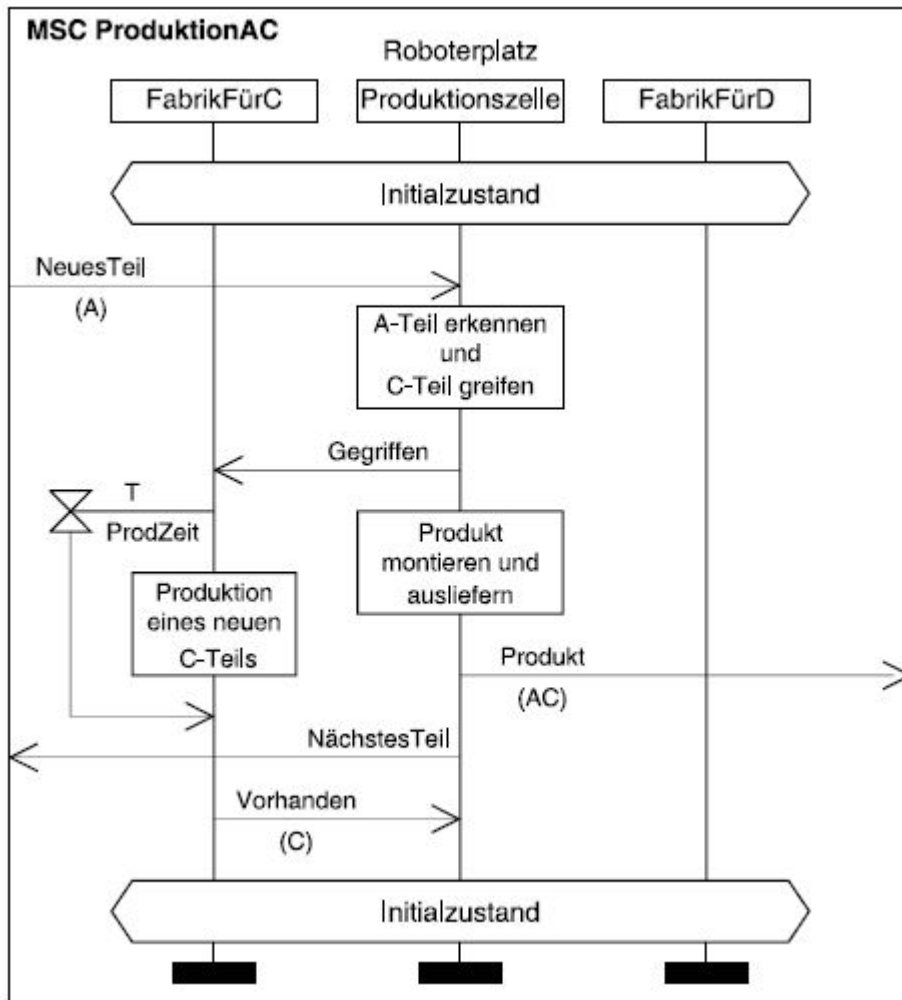 MSC ProduktionAC
Roboterplatz
FabrikFürC
Produktionszelle
FabrikFürD
Initialzustand
NeuesTeil
(A)
A-Teil erkennen
und
C-Teil greifen
Gegriffen
T
ProdZeit
Produkt
montieren und
ausliefern
Produktion
eines neuen
C-Teils
Produkt
(AC)
NächstesTeil
Vorhanden
(C)
Initialzustand